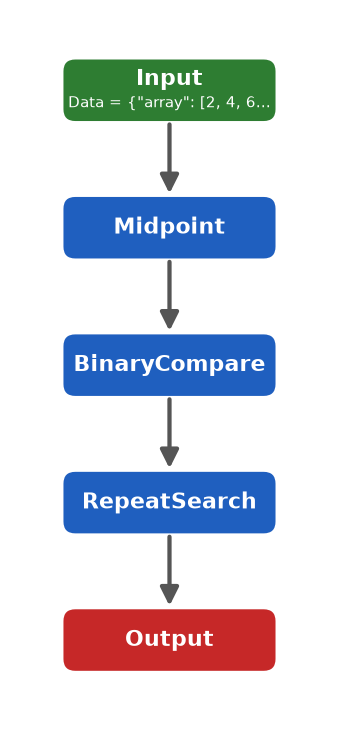 Input
Data = {"array": [2, 4, 6...
Midpoint
BinaryCompare
RepeatSearch
Output